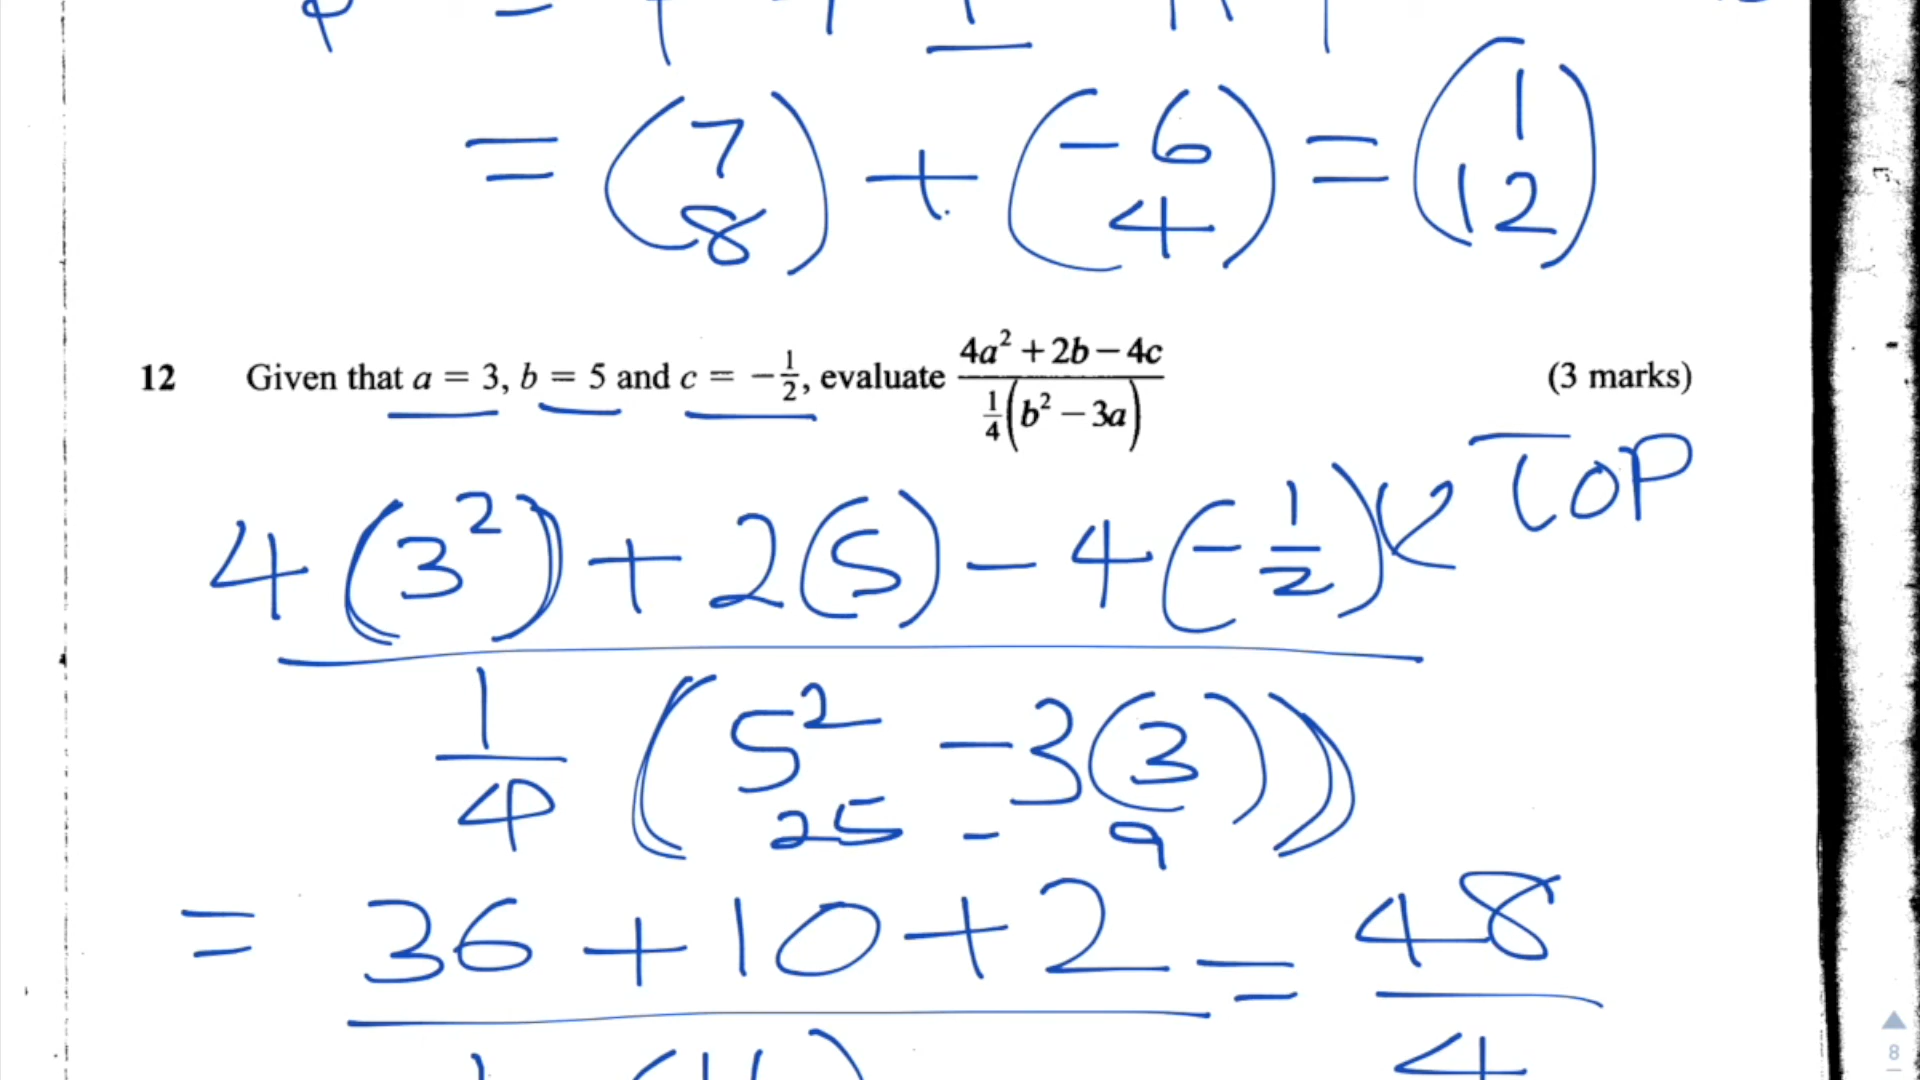 = (7 8) + (-6 4) = (1 12)
12 Given that a = 3, b = 5 and c = -1/2, evaluate (4a² + 2b - 4c) / (1/4(b² - 3a)) (3 marks)
TOP
4(3²) + 2(5) - 4(-1/2)
1/4 (5² - 3(3))
25 - 9
= 36 + 10 + 2 = 48
4
8